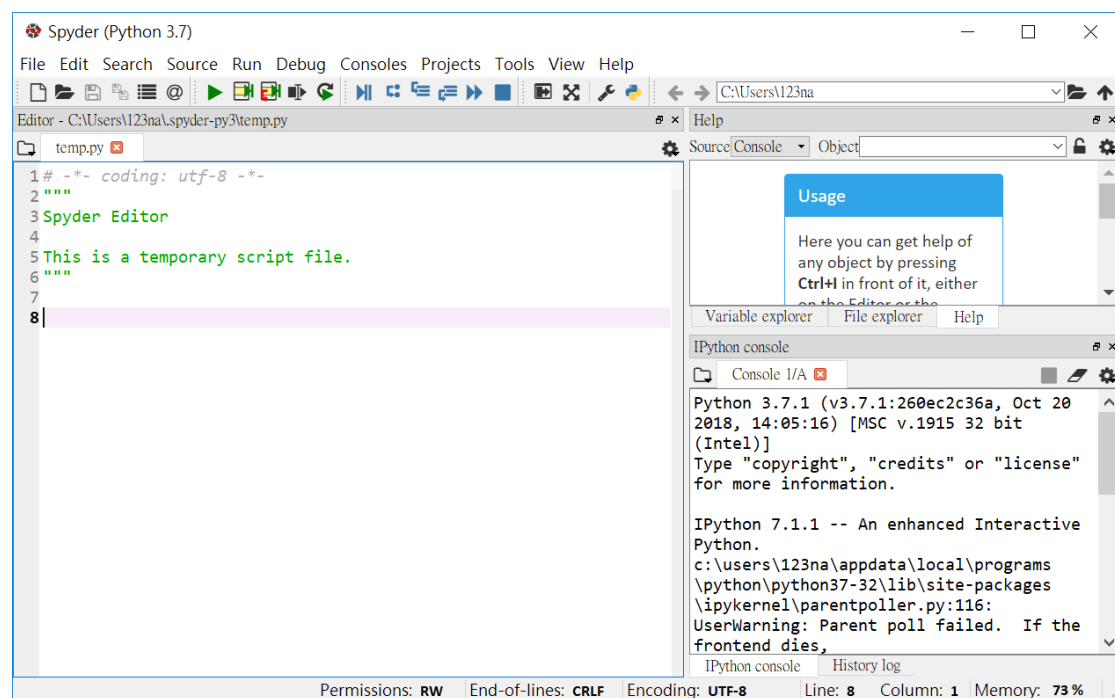 Spyder (Python 3.7)
File Edit Search Source Run Debug Consoles Projects Tools View Help
C:\Users\123na
Editor - C:\Users\123na\.spyder-py3\temp.py
temp.py
1 # -*- coding: utf-8 -*-
2 """
3 Spyder Editor
4
5 This is a temporary script file.
6 """
7
8
Help
Source Console Object
Usage
Here you can get help of
any object by pressing
Ctrl+I in front of it, either
on the Editor or the
Variable explorer File explorer Help
IPython console
Console 1/A
Python 3.7.1 (v3.7.1:260ec2c36a, Oct 20
2018, 14:05:16) [MSC v.1915 32 bit
(Intel)]
Type "copyright", "credits" or "license"
for more information.
IPython 7.1.1 -- An enhanced Interactive
Python.
c:\users\123na\appdata\local\programs
\python\python37-32\lib\site-packages
\ipykernel\parentpoller.py:116:
UserWarning: Parent poll failed.  If the
frontend dies,
IPython console History log
Permissions: RW End-of-lines: CRLF Encoding: UTF-8 Line: 8 Column: 1 Memory: 73 %